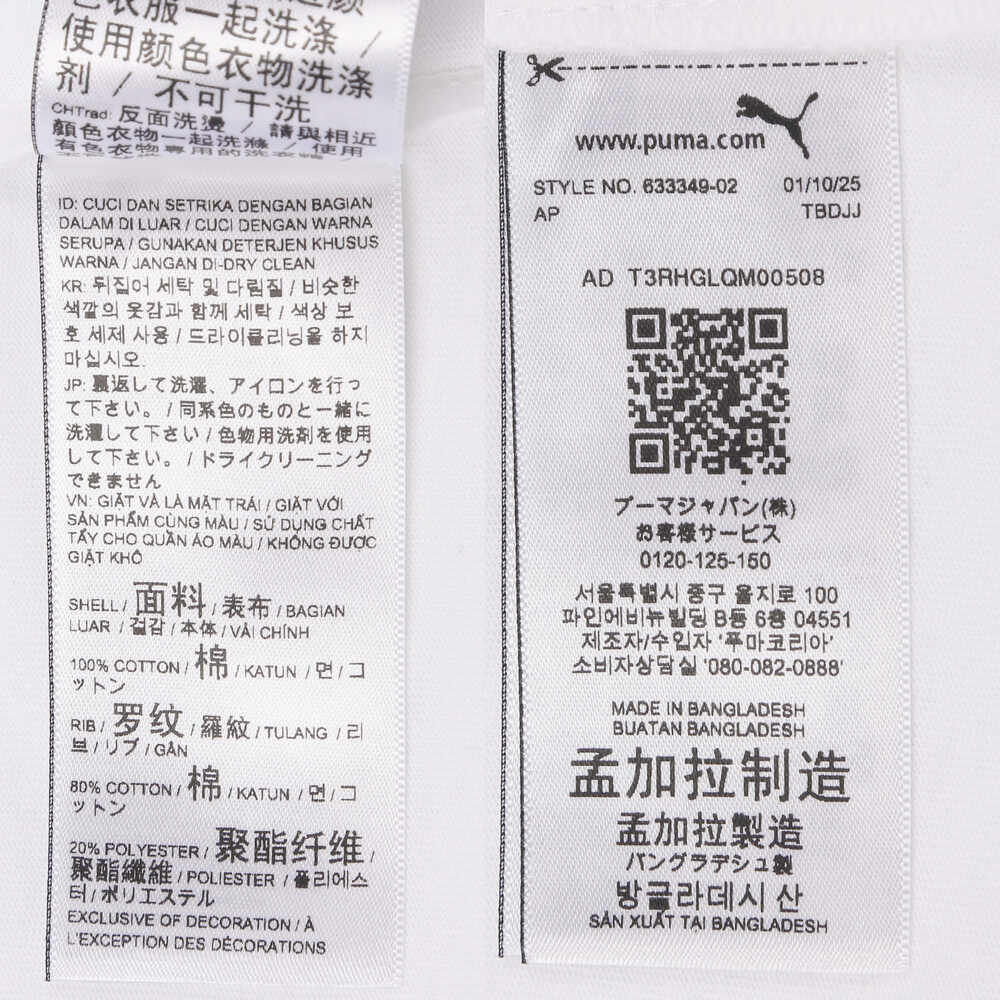 色衣服一起洗涤 /
使用颜色衣物洗涤
剂 / 不可干洗
CHTrad: 反面洗燙 / 請與相近
顏色衣物一起洗滌 / 使用
有色衣物專用的洗衣精 /
ID: CUCI DAN SETRIKA DENGAN BAGIAN
DALAM DI LUAR / CUCI DENGAN WARNA
SERUPA / GUNAKAN DETERJEN KHUSUS
WARNA / JANGAN DI-DRY CLEAN
KR: 뒤집어 세탁 및 다림질 / 비슷한
색깔의 옷감과 함께 세탁 / 색상 보
호 세제 사용 / 드라이클리닝을 하지
마십시오.
JP: 裏返して洗濯、アイロンを行っ
て下さい。 / 同系色のものと一緒に
洗濯して下さい / 色物用洗剤を使用
して下さい。 / ドライクリーニング
できません
VN: GIẶT VÀ LÀ MẶT TRÁI / GIẶT VỚI
SẢN PHẨM CÙNG MÀU / SỬ DỤNG CHẤT
TẨY CHO QUẦN ÁO MÀU / KHÔNG ĐƯỢC
GIẶT KHÔ
SHELL / 面料 / 表布 / BAGIAN
LUAR / 겉감 / 本体 / VẢI CHÍNH
100% COTTON / 棉 / KATUN / 면 / コ
ットン
RIB / 罗纹 / 羅紋 / TULANG / 리
브 / リブ / GÂN
80% COTTON / 棉 / KATUN / 면 / コ
ットン
20% POLYESTER / 聚酯纤维 /
聚酯纖維 / POLIESTER / 폴리에스
터 / ポリエステル
EXCLUSIVE OF DECORATION / À
L'EXCEPTION DES DÉCORATIONS
www.puma.com
STYLE NO. 633349-02 01/10/25
AP TBDJJ
AD T3RHGLQM00508
プーマジャパン(株)
お客様サービス
0120-125-150
서울특별시 중구 을지로 100
파인에비뉴빌딩 B동 6층 04551
제조자/수입자 '푸마코리아'
소비자상담실 '080-082-0888'
MADE IN BANGLADESH
BUATAN BANGLADESH
孟加拉制造
孟加拉製造
バングラデシュ製
방글라데시 산
SẢN XUẤT TẠI BANGLADESH